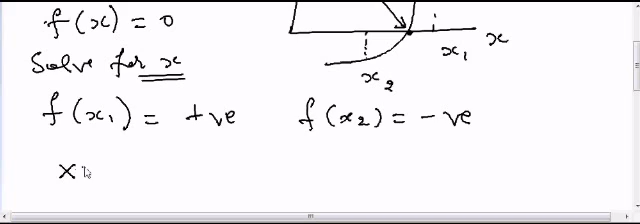 f(x) = 0
Solve for x
x₂ x₁ x
f(x₁) = +ve f(x₂) = -ve
x